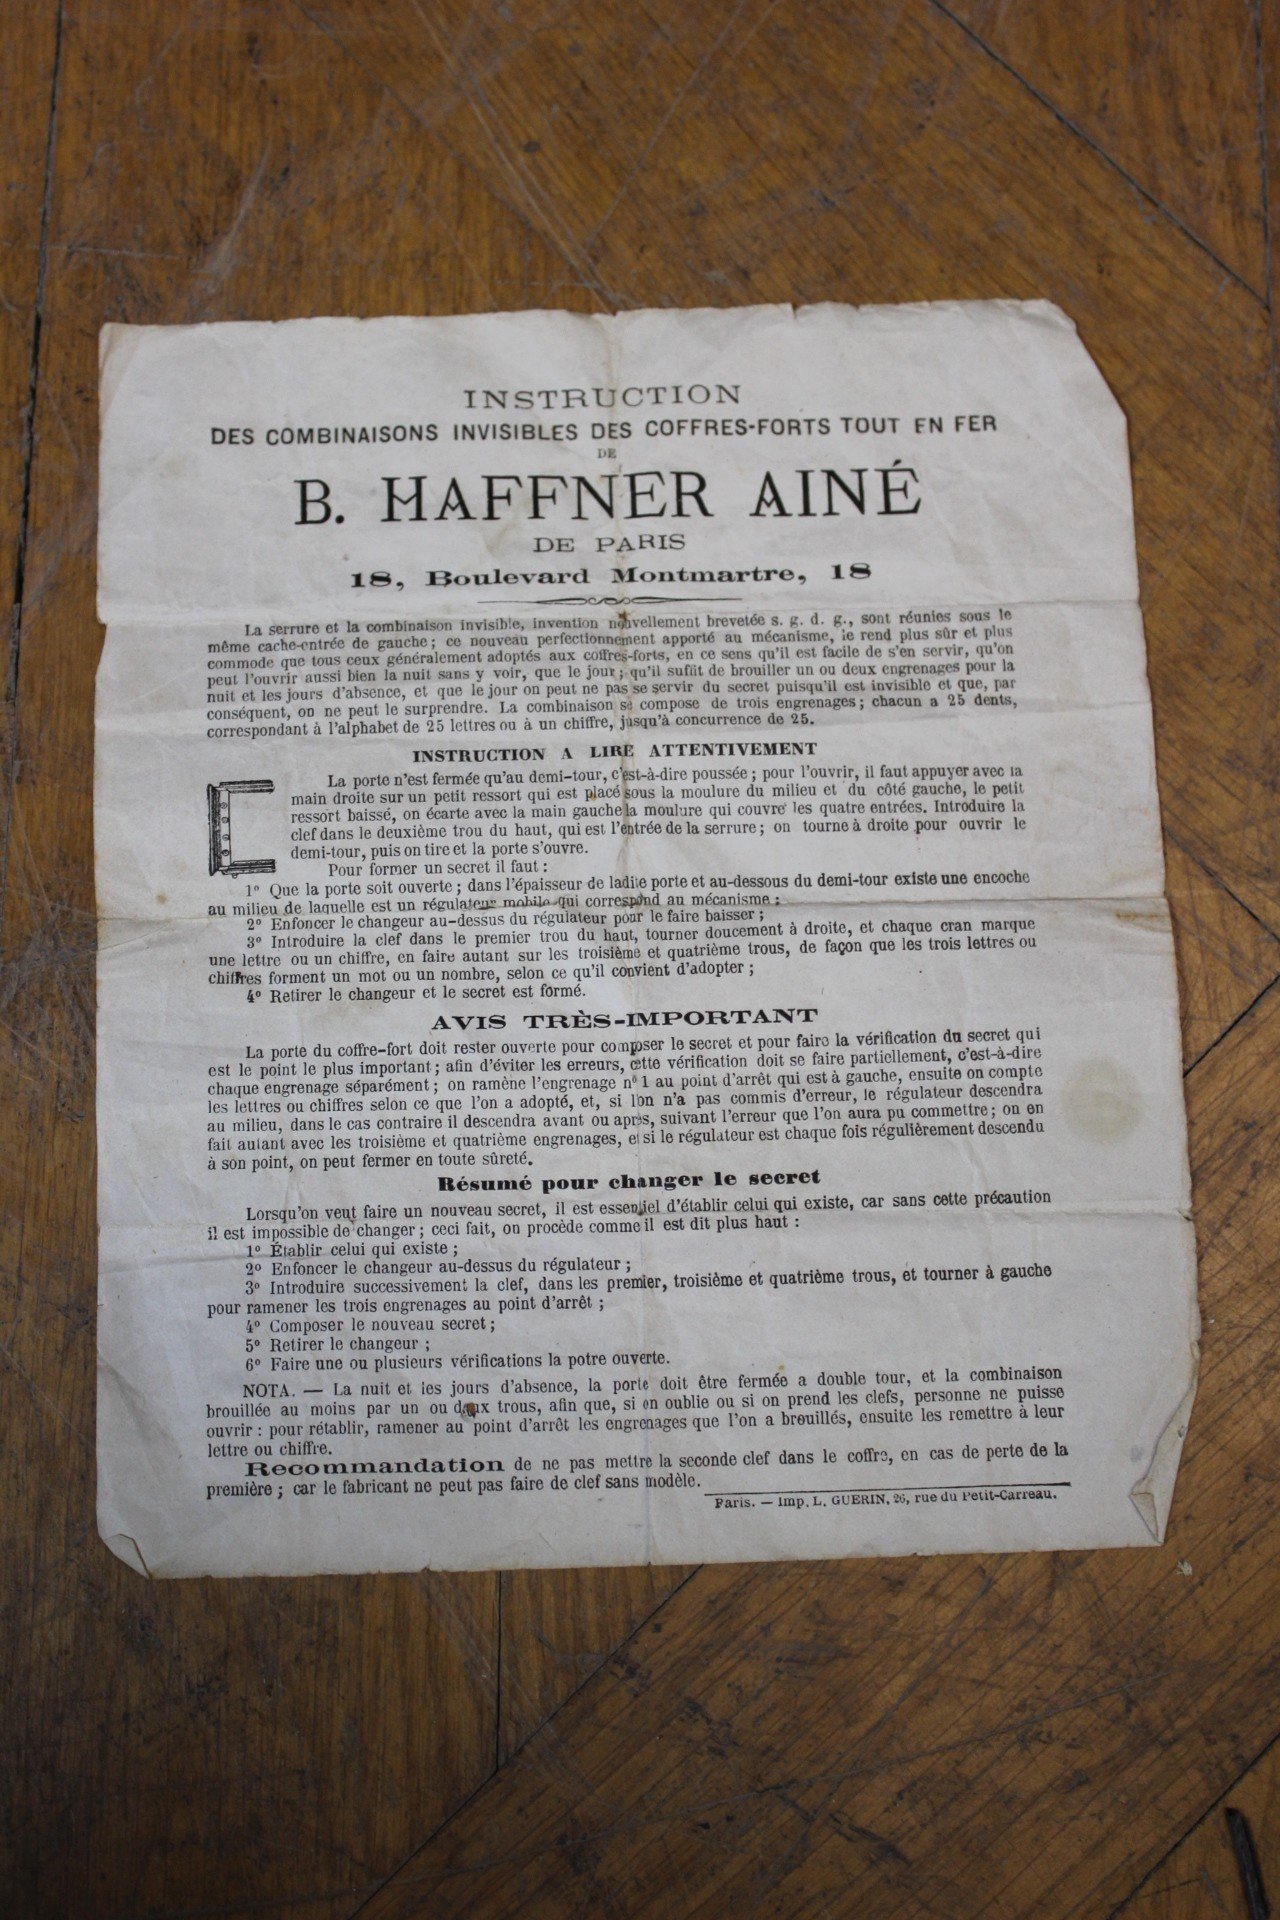 INSTRUCTION
DES COMBINAISONS INVISIBLES DES COFFRES-FORTS TOUT EN FER
DE
B. HAFFNER AINÉ
DE PARIS
18, Boulevard Montmartre, 18
La serrure et la combinaison invisible, invention nouvellement brevetée s. g. d. g., sont réunies sous le
même cache-entrée de gauche; ce nouveau perfectionnement apporté au mécanisme, le rend plus sûr et plus
commode que tous ceux généralement adoptés aux coffres-forts, en ce sens qu'il est facile de s'en servir, qu'on
peut l'ouvrir aussi bien la nuit sans y voir, que le jour; qu'il suffit de brouiller un ou deux engrenages pour la
nuit et les jours d'absence, et que le jour on peut ne pas se servir du secret puisqu'il est invisible et que, par
conséquent, on ne peut le surprendre. La combinaison se compose de trois engrenages; chacun a 25 dents,
correspondant à l'alphabet de 25 lettres ou à un chiffre, jusqu'à concurrence de 25.
INSTRUCTION A LIRE ATTENTIVEMENT
La porte n'est fermée qu'au demi-tour, c'est-à-dire poussée; pour l'ouvrir, il faut appuyer avec la
main droite sur un petit ressort qui est placé sous la moulure du milieu et du côté gauche, le petit
ressort baissé, on écarte avec la main gauche la moulure qui couvre les quatre entrées. Introduire la
clef dans le deuxième trou du haut, qui est l'entrée de la serrure; on tourne à droite pour ouvrir le
demi-tour, puis on tire et la porte s'ouvre.
Pour former un secret il faut :
1° Que la porte soit ouverte; dans l'épaisseur de ladite porte et au-dessous du demi-tour existe une encoche
au milieu de laquelle est un régulateur mobile qui correspond au mécanisme;
2° Enfoncer le changeur au-dessus du régulateur pour le faire baisser;
3° Introduire la clef dans le premier trou du haut, tourner doucement à droite, et chaque cran marque
une lettre ou un chiffre, en faire autant sur les troisième et quatrième trous, de façon que les trois lettres ou
chiffres forment un mot ou un nombre, selon ce qu'il convient d'adopter;
4° Retirer le changeur et le secret est formé.
AVIS TRÈS-IMPORTANT
La porte du coffre-fort doit rester ouverte pour composer le secret et pour faire la vérification du secret qui
est le point le plus important; afin d'éviter les erreurs, cette vérification doit se faire partiellement, c'est-à-dire
chaque engrenage séparément; on ramène l'engrenage n° 1 au point d'arrêt qui est à gauche, ensuite on compte
les lettres ou chiffres selon ce que l'on a adopté, et, si l'on n'a pas commis d'erreur, le régulateur descendra
au milieu, dans le cas contraire il descendra avant ou après, suivant l'erreur que l'on aura pu commettre; on en
fait autant avec les troisième et quatrième engrenages, et si le régulateur est chaque fois régulièrement descendu
à son point, on peut fermer en toute sûreté.
Résumé pour changer le secret
Lorsqu'on veut faire un nouveau secret, il est essentiel d'établir celui qui existe, car sans cette précaution
il est impossible de changer; ceci fait, on procède comme il est dit plus haut :
1° Établir celui qui existe;
2° Enfoncer le changeur au-dessus du régulateur;
3° Introduire successivement la clef, dans les premier, troisième et quatrième trous, et tourner à gauche
pour ramener les trois engrenages au point d'arrêt;
4° Composer le nouveau secret;
5° Retirer le changeur;
6° Faire une ou plusieurs vérifications la potre ouverte.
NOTA. — La nuit et les jours d'absence, la porte doit être fermée a double tour, et la combinaison
brouillée au moins par un ou deux trous, afin que, si on oublie ou si on prend les clefs, personne ne puisse
ouvrir : pour rétablir, ramener au point d'arrêt les engrenages que l'on a brouillés, ensuite les remettre à leur
lettre ou chiffre.
Recommandation de ne pas mettre la seconde clef dans le coffre, en cas de perte de la
première; car le fabricant ne peut pas faire de clef sans modèle.
Paris. — Imp. L. GUERIN, 26, rue du Petit-Carreau.